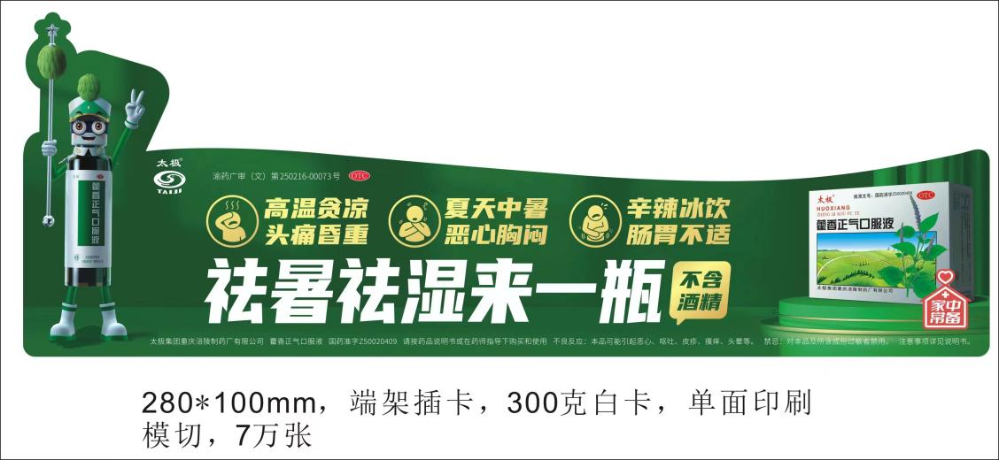 太极
TAIJI
渝药广审（文）第250216-00073号
OTC
高温贪凉
头痛昏重
夏天中暑
恶心胸闷
辛辣冰饮
肠胃不适
祛暑祛湿来一瓶
不含
酒精
藿香正气口服液
太极
批准文号：国药准字Z50020409
OTC
HUOXIANG
ZHENG QI KOU FU YE
藿香正气口服液
太极集团重庆涪陵制药厂有限公司
家中
常备
太极集团重庆涪陵制药厂有限公司 藿香正气口服液 国药准字Z50020409 请按药品说明书或在药师指导下购买和使用 不良反应：本品可能引起恶心、呕吐、皮疹、瘙痒、头晕等。 禁忌：对本品及所含成份过敏者禁用。 注意事项详见说明书。
280*100mm，端架插卡，300克白卡，单面印刷
模切，7万张